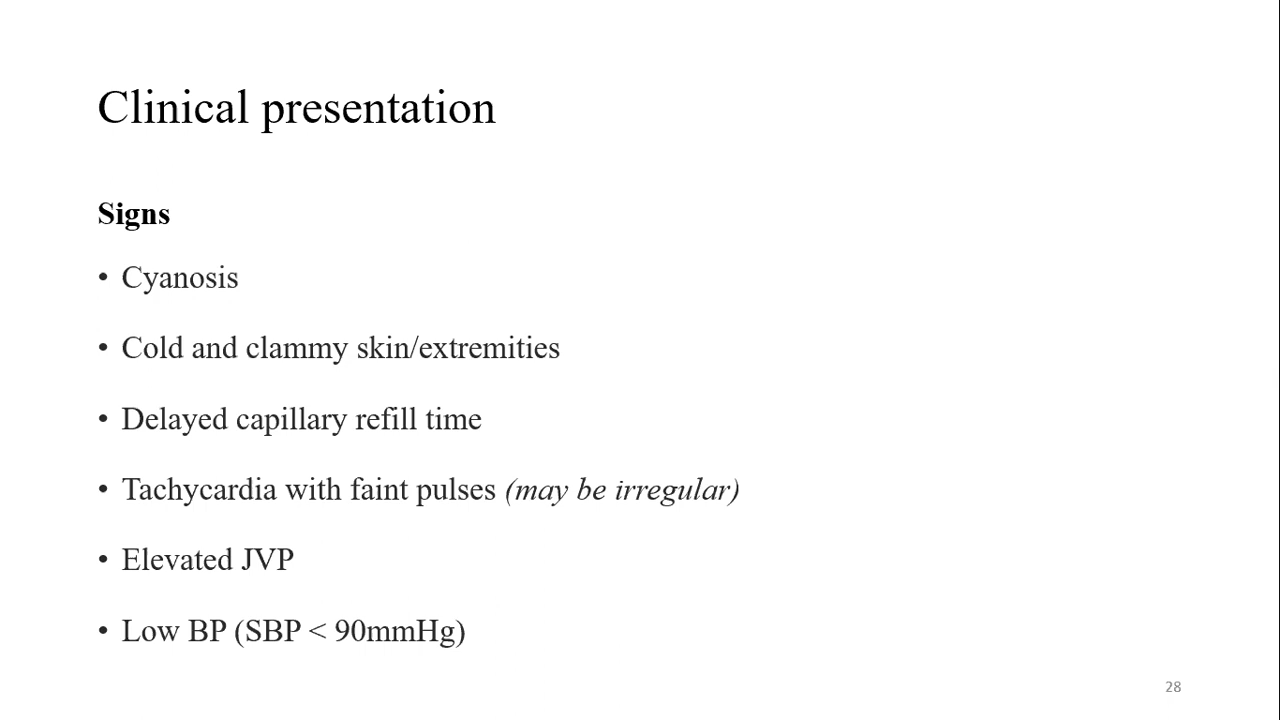 Clinical presentation
Signs
• Cyanosis
• Cold and clammy skin/extremities
• Delayed capillary refill time
• Tachycardia with faint pulses (may be irregular)
• Elevated JVP
• Low BP (SBP < 90mmHg)
28